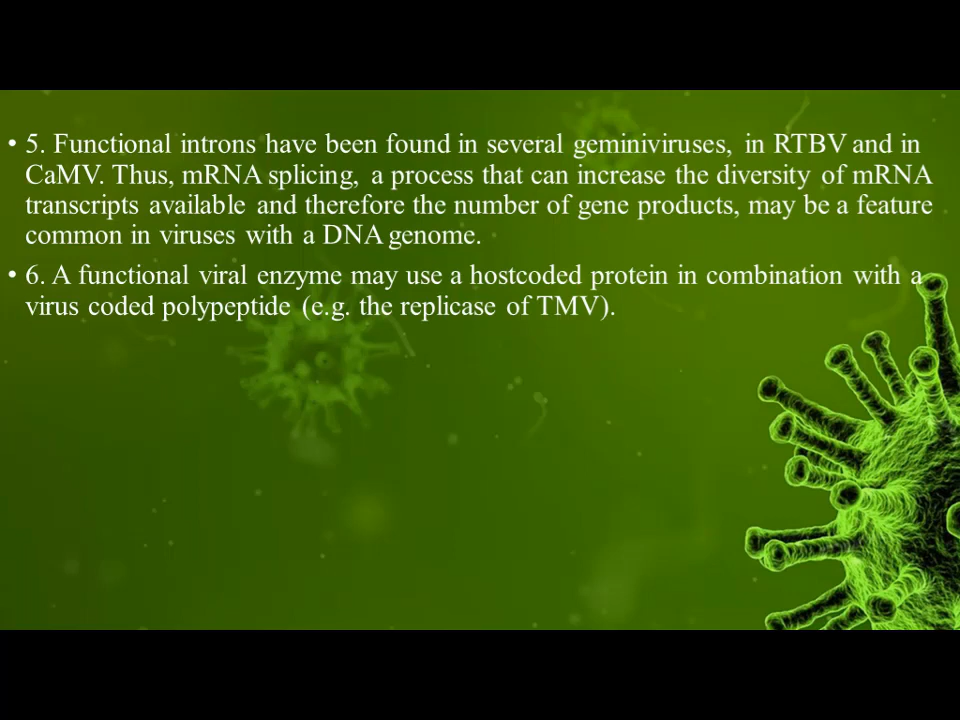 • 5. Functional introns have been found in several geminiviruses, in RTBV and in
CaMV. Thus, mRNA splicing, a process that can increase the diversity of mRNA
transcripts available and therefore the number of gene products, may be a feature
common in viruses with a DNA genome.
• 6. A functional viral enzyme may use a hostcoded protein in combination with a
virus coded polypeptide (e.g. the replicase of TMV).